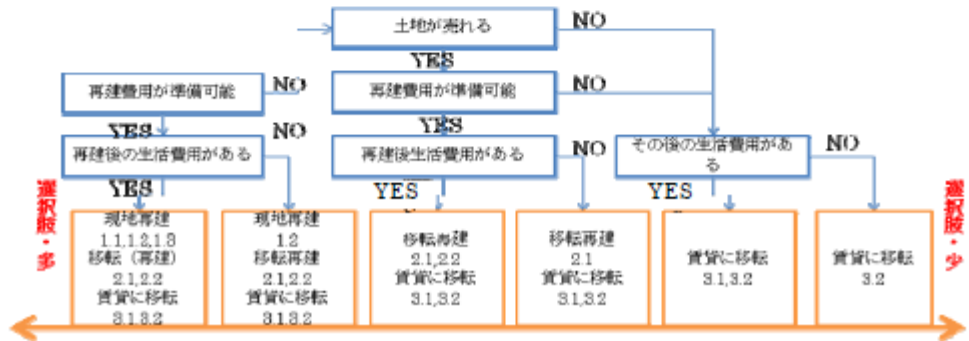 土地が売れる
NO
YES
再建費用が準備可能
NO
再建費用が準備可能
NO
YES
YES
再建後の生活費用がある
NO
再建後生活費用がある
NO
その後の生活費用があ
る
NO
YES
YES
YES
選択肢・多
現地再建
1.1,1.2,1.3
移転（再建）
2.1,2.2
賃貸に移転
3.1,3.2
現地再建
1.2
移転再建
2.1,2.2
賃貸に移転
3.1,3.2
移転再建
2.1,2.2
賃貸に移転
3.1,3.2
移転再建
2.1
賃貸に移転
3.1,3.2
賃貸に移転
3.1,3.2
賃貸に移転
3.2
選択肢・少